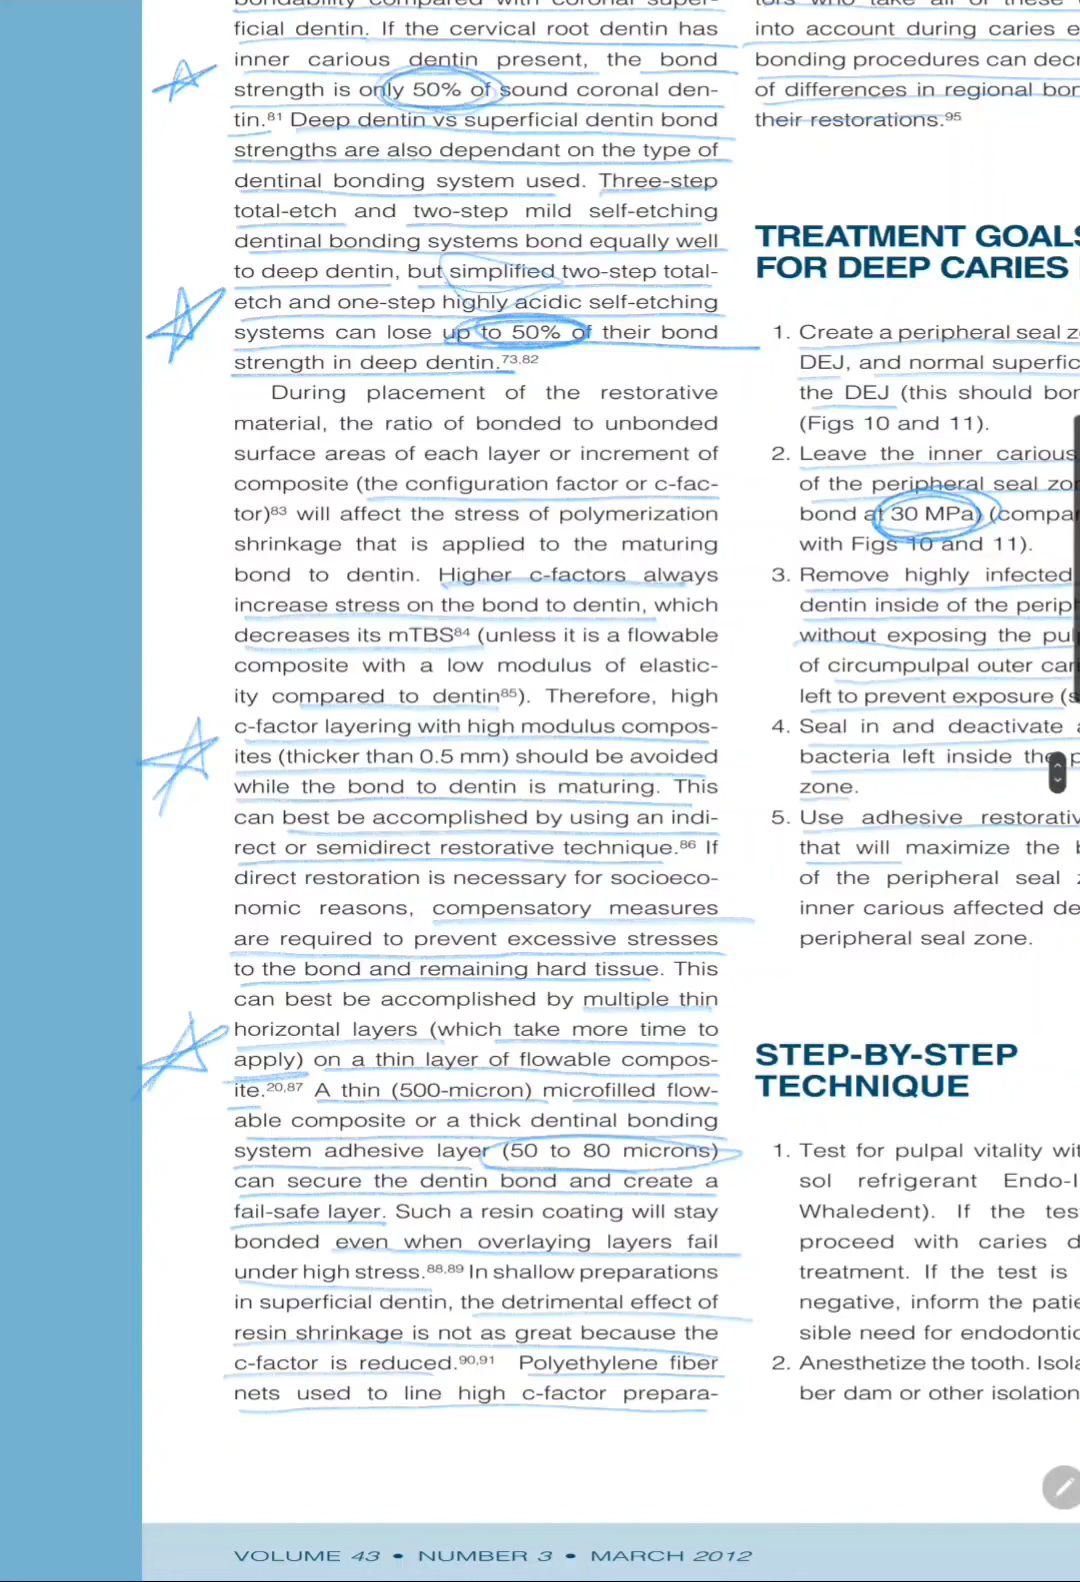 ficial dentin. If the cervical root dentin has
inner carious dentin present, the bond
strength is only 50% of sound coronal den-
tin.81 Deep dentin vs superficial dentin bond
strengths are also dependant on the type of
dentinal bonding system used. Three-step
total-etch and two-step mild self-etching
dentinal bonding systems bond equally well
to deep dentin, but simplified two-step total-
etch and one-step highly acidic self-etching
systems can lose up to 50% of their bond
strength in deep dentin.73,82
During placement of the restorative
material, the ratio of bonded to unbonded
surface areas of each layer or increment of
composite (the configuration factor or c-fac-
tor)83 will affect the stress of polymerization
shrinkage that is applied to the maturing
bond to dentin. Higher c-factors always
increase stress on the bond to dentin, which
decreases its mTBS84 (unless it is a flowable
composite with a low modulus of elastic-
ity compared to dentin85). Therefore, high
c-factor layering with high modulus compos-
ites (thicker than 0.5 mm) should be avoided
while the bond to dentin is maturing. This
can best be accomplished by using an indi-
rect or semidirect restorative technique.86 If
direct restoration is necessary for socioeco-
nomic reasons, compensatory measures
are required to prevent excessive stresses
to the bond and remaining hard tissue. This
can best be accomplished by multiple thin
horizontal layers (which take more time to
apply) on a thin layer of flowable compos-
ite.20,87 A thin (500-micron) microfilled flow-
able composite or a thick dentinal bonding
system adhesive layer (50 to 80 microns)
can secure the dentin bond and create a
fail-safe layer. Such a resin coating will stay
bonded even when overlaying layers fail
under high stress.88,89 In shallow preparations
in superficial dentin, the detrimental effect of
resin shrinkage is not as great because the
c-factor is reduced.90,91 Polyethylene fiber
nets used to line high c-factor prepara-
into account during caries e
bonding procedures can decr
of differences in regional bon
their restorations.95
TREATMENT GOALS
FOR DEEP CARIES
1. Create a peripheral seal z
DEJ, and normal superfic
the DEJ (this should bon
(Figs 10 and 11).
2. Leave the inner carious
of the peripheral seal zo
bond at 30 MPa) (compa
with Figs 10 and 11).
3. Remove highly infected
dentin inside of the perip
without exposing the pu
of circumpulpal outer car
left to prevent exposure (s
4. Seal in and deactivate a
bacteria left inside the p
zone.
5. Use adhesive restorativ
that will maximize the b
of the peripheral seal z
inner carious affected de
peripheral seal zone.
STEP-BY-STEP
TECHNIQUE
1. Test for pulpal vitality wit
sol refrigerant Endo-I
Whaledent). If the tes
proceed with caries d
treatment. If the test is
negative, inform the patie
sible need for endodontic
2. Anesthetize the tooth. Isola
ber dam or other isolation
VOLUME 43 • NUMBER 3 • MARCH 2012